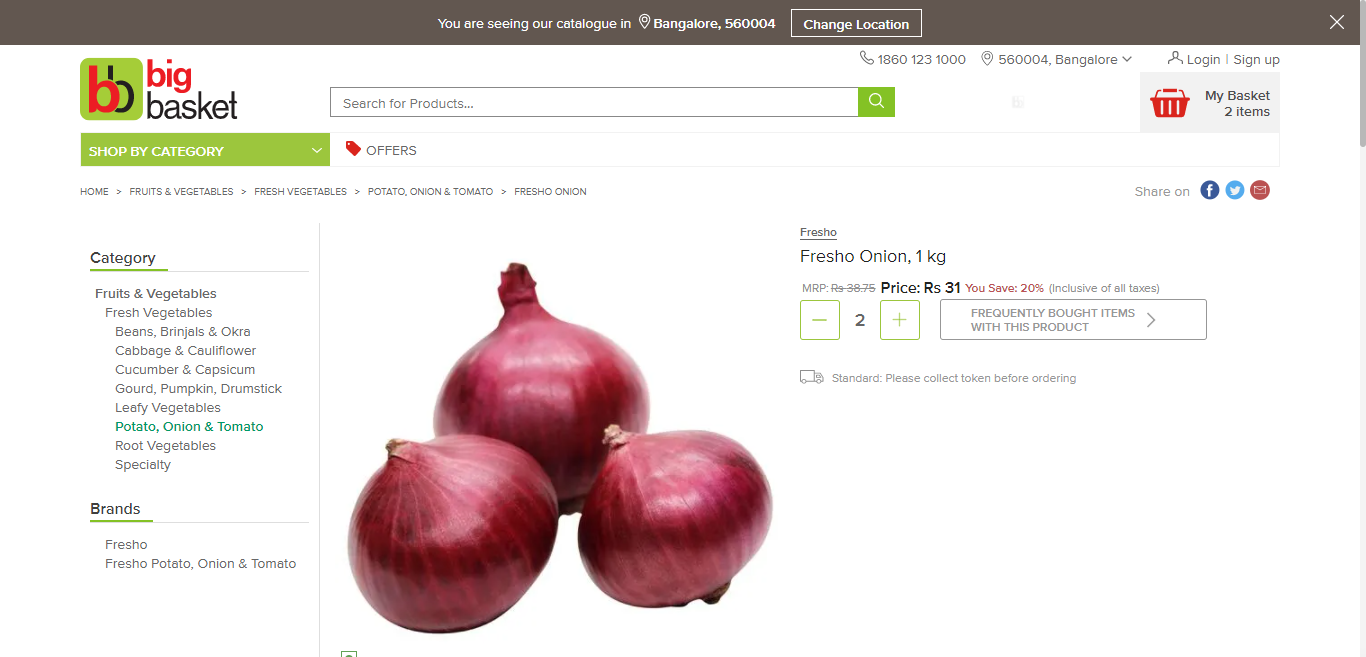 You are seeing our catalogue in Bangalore, 560004 Change Location
1860 123 1000 560004, Bangalore Login | Sign up
bb big basket
Search for Products...
My Basket
2 items
SHOP BY CATEGORY OFFERS
HOME > FRUITS & VEGETABLES > FRESH VEGETABLES > POTATO, ONION & TOMATO > FRESHO ONION
Share on
Category
Fruits & Vegetables
Fresh Vegetables
Beans, Brinjals & Okra
Cabbage & Cauliflower
Cucumber & Capsicum
Gourd, Pumpkin, Drumstick
Leafy Vegetables
Potato, Onion & Tomato
Root Vegetables
Specialty
Brands
Fresho
Fresho Potato, Onion & Tomato
Fresho
Fresho Onion, 1 kg
MRP: Rs 38.75 Price: Rs 31 You Save: 20% (Inclusive of all taxes)
2
FREQUENTLY BOUGHT ITEMS
WITH THIS PRODUCT
Standard: Please collect token before ordering